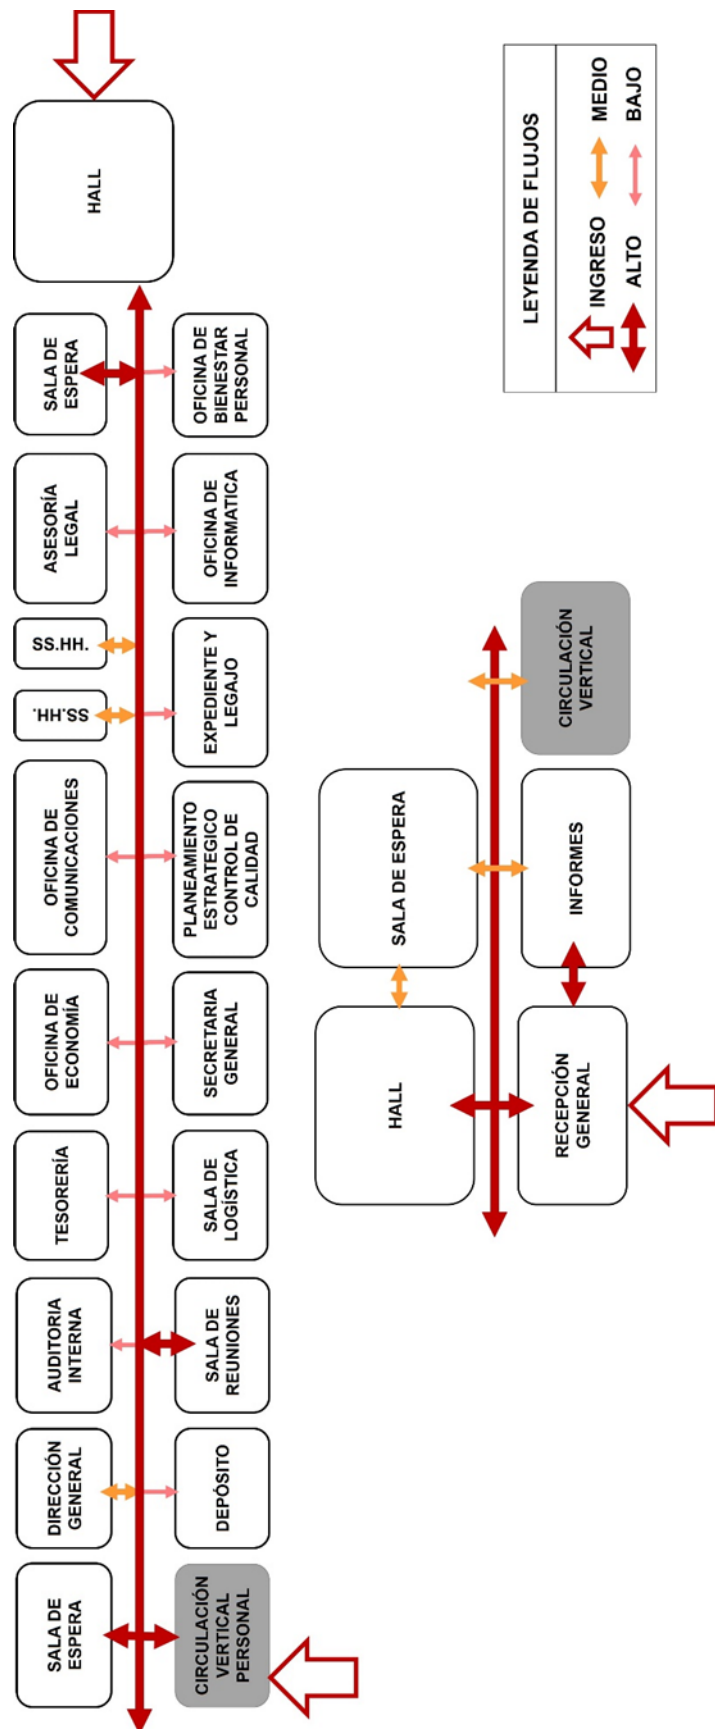 SALA DE
ESPERA
DIRECCIÓN
GENERAL
AUDITORIA
INTERNA
TESORERÍA
OFICINA DE
ECONOMÍA
OFICINA DE
COMUNICACIONES
SS.HH.
SS.HH.
ASESORÍA
LEGAL
SALA DE
ESPERA
HALL
CIRCULACIÓN
VERTICAL
PERSONAL
DEPÓSITO
SALA DE
REUNIONES
SALA DE
LOGÍSTICA
SECRETARIA
GENERAL
PLANEAMIENTO
ESTRATEGICO
CONTROL DE
CALIDAD
EXPEDIENTE Y
LEGAJO
OFICINA DE
INFORMATICA
OFICINA DE
BIENESTAR
PERSONAL
HALL
SALA DE ESPERA
RECEPCIÓN
GENERAL
INFORMES
CIRCULACIÓN
VERTICAL
LEYENDA DE FLUJOS
INGRESO
MEDIO
ALTO
BAJO